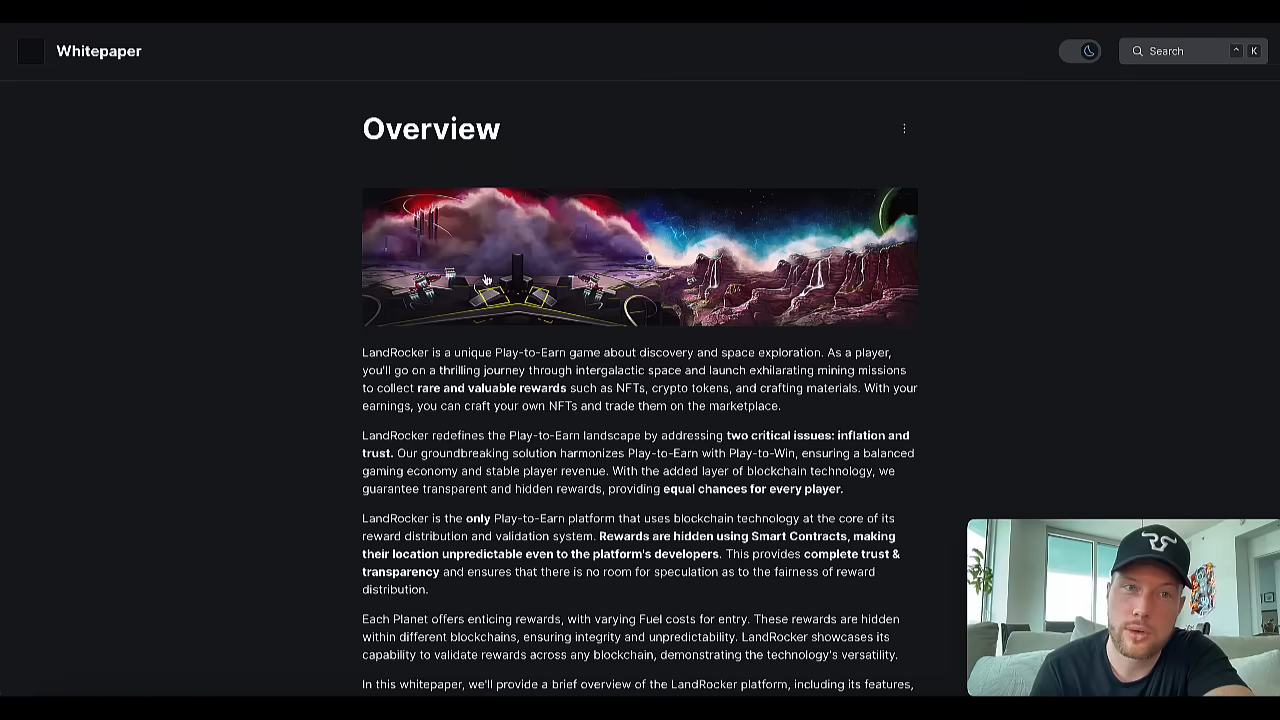 Whitepaper
Search
^ K
Overview
LandRocker is a unique Play-to-Earn game about discovery and space exploration. As a player,
you'll go on a thrilling journey through intergalactic space and launch exhilarating mining missions
to collect rare and valuable rewards such as NFTs, crypto tokens, and crafting materials. With your
earnings, you can craft your own NFTs and trade them on the marketplace.
LandRocker redefines the Play-to-Earn landscape by addressing two critical issues: inflation and
trust. Our groundbreaking solution harmonizes Play-to-Earn with Play-to-Win, ensuring a balanced
gaming economy and stable player revenue. With the added layer of blockchain technology, we
guarantee transparent and hidden rewards, providing equal chances for every player.
LandRocker is the only Play-to-Earn platform that uses blockchain technology at the core of its
reward distribution and validation system. Rewards are hidden using Smart Contracts, making
their location unpredictable even to the platform's developers. This provides complete trust &
transparency and ensures that there is no room for speculation as to the fairness of reward
distribution.
Each Planet offers enticing rewards, with varying Fuel costs for entry. These rewards are hidden
within different blockchains, ensuring integrity and unpredictability. LandRocker showcases its
capability to validate rewards across any blockchain, demonstrating the technology's versatility.
In this whitepaper, we'll provide a brief overview of the LandRocker platform, including its features,